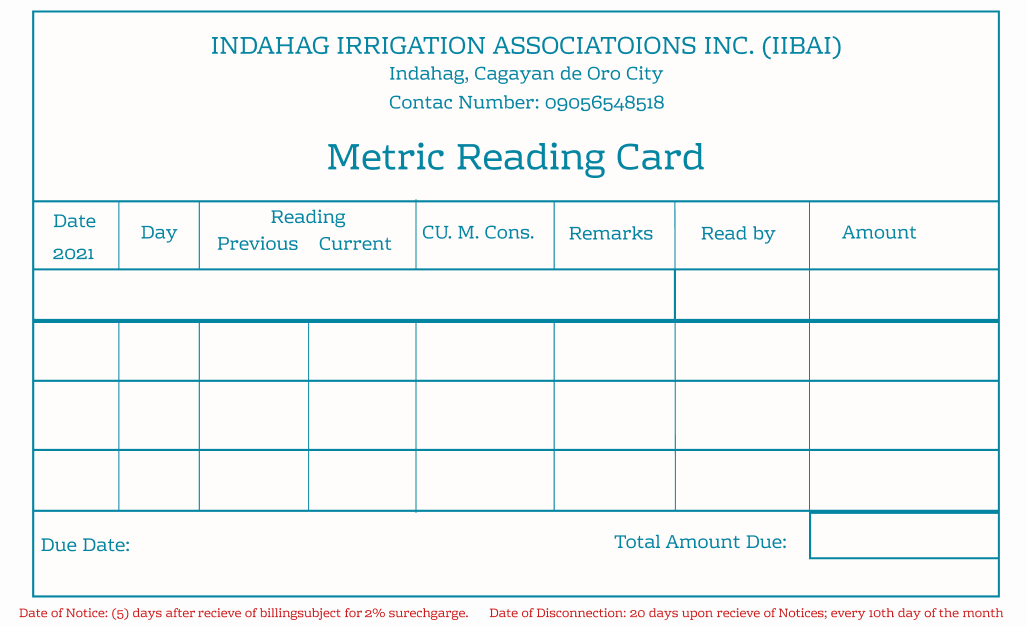 INDAHAG IRRIGATION ASSOCIATOIONS INC. (IIBAI)
Indahag, Cagayan de Oro City
Contac Number: 09056548518
Metric Reading Card
Date 2021
Day
Reading
Previous Current
CU. M. Cons.
Remarks
Read by
Amount
Due Date:
Total Amount Due:
Date of Notice: (5) days after recieve of billingsubject for 2% surechgarge.
Date of Disconnection: 20 days upon recieve of Notices; every 10th day of the month